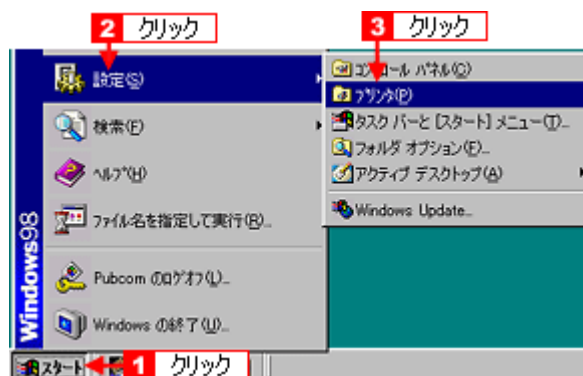 2 クリック
3 クリック
設定(S)
検索(F)
ヘルプ(H)
ファイル名を指定して実行(R)...
Pubcom のログオフ(L)...
Windows の終了(U)...
Windows98
コントロール パネル(C)
プリンタ(P)
タスク バーと [スタート] メニュー(T)...
フォルダ オプション(F)...
アクティブ デスクトップ(A)
Windows Update...
スタート
1 クリック